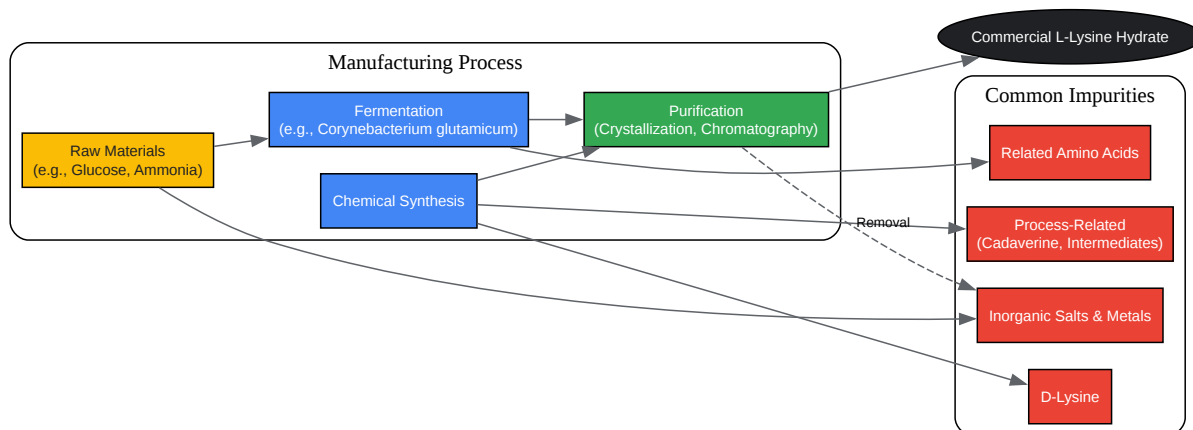 Commercial L-Lysine Hydrate
Manufacturing Process
Common Impurities
Fermentation
(e.g., Corynebacterium glutamicum)
Purification
(Crystallization, Chromatography)
Raw Materials
(e.g., Glucose, Ammonia)
Related Amino Acids
Chemical Synthesis
Removal
Process-Related
(Cadaverine, Intermediates)
Inorganic Salts & Metals
D-Lysine